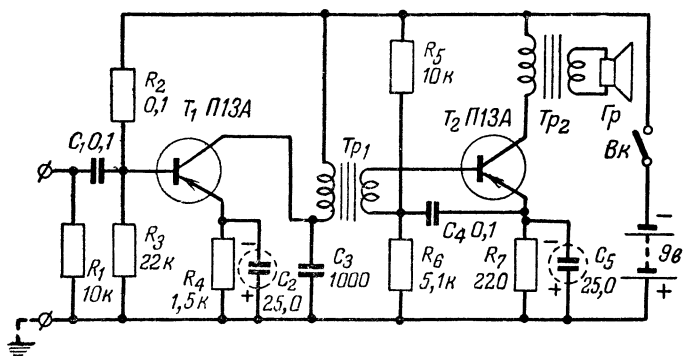 R2
0,1
T1 П13А
C1 0,1
R1
10к
R3
22к
R4
1,5к
−
C2
+ 25,0
Тр1
C3
1000
R5
10к
T2 П13А
C4 0,1
R6
5,1к
R7
220
−
C5
+ 25,0
Тр2
Гр
Вк
−
9в
+